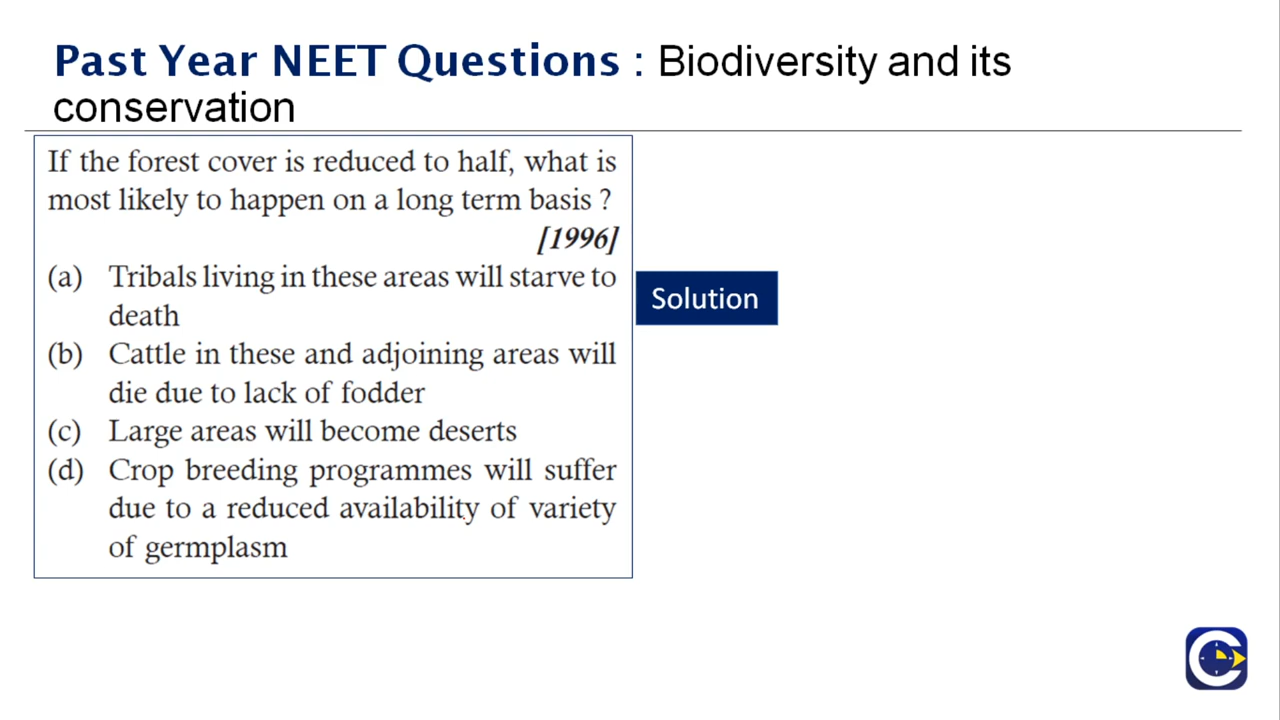 Past Year NEET Questions : Biodiversity and its
conservation
If the forest cover is reduced to half, what is
most likely to happen on a long term basis ?
[1996]
(a) Tribals living in these areas will starve to
death
(b) Cattle in these and adjoining areas will
die due to lack of fodder
(c) Large areas will become deserts
(d) Crop breeding programmes will suffer
due to a reduced availability of variety
of germplasm
Solution